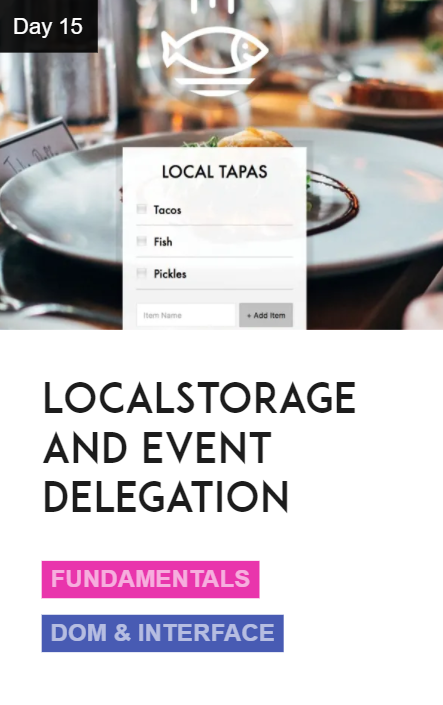 Day 15
LOCAL TAPAS
Tacos
Fish
Pickles
Item Name
+ Add Item
LOCALSTORAGE
AND EVENT
DELEGATION
FUNDAMENTALS
DOM & INTERFACE